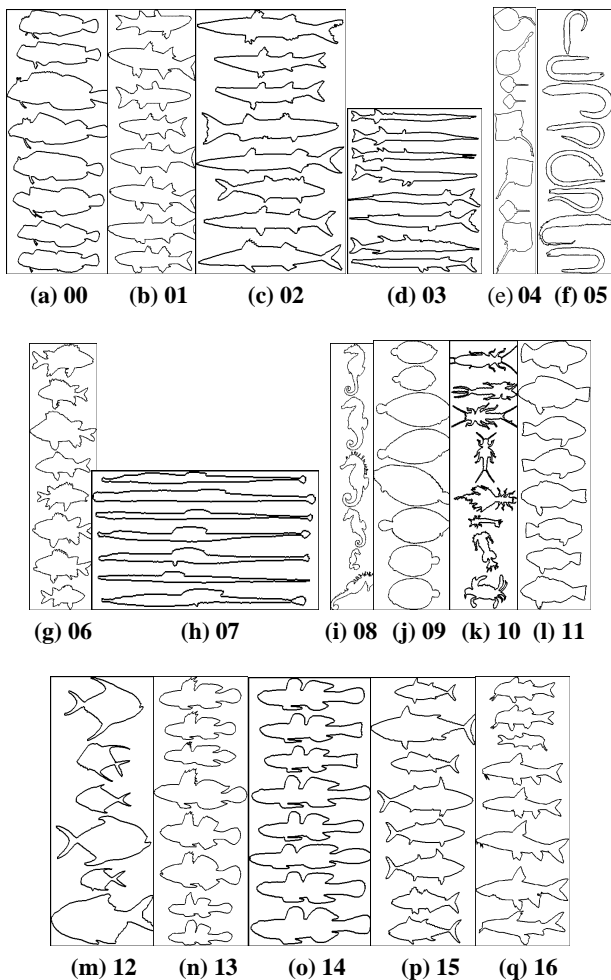 (a) 00 (b) 01 (c) 02 (d) 03 (e) 04 (f) 05
(g) 06 (h) 07 (i) 08 (j) 09 (k) 10 (l) 11
(m) 12 (n) 13 (o) 14 (p) 15 (q) 16